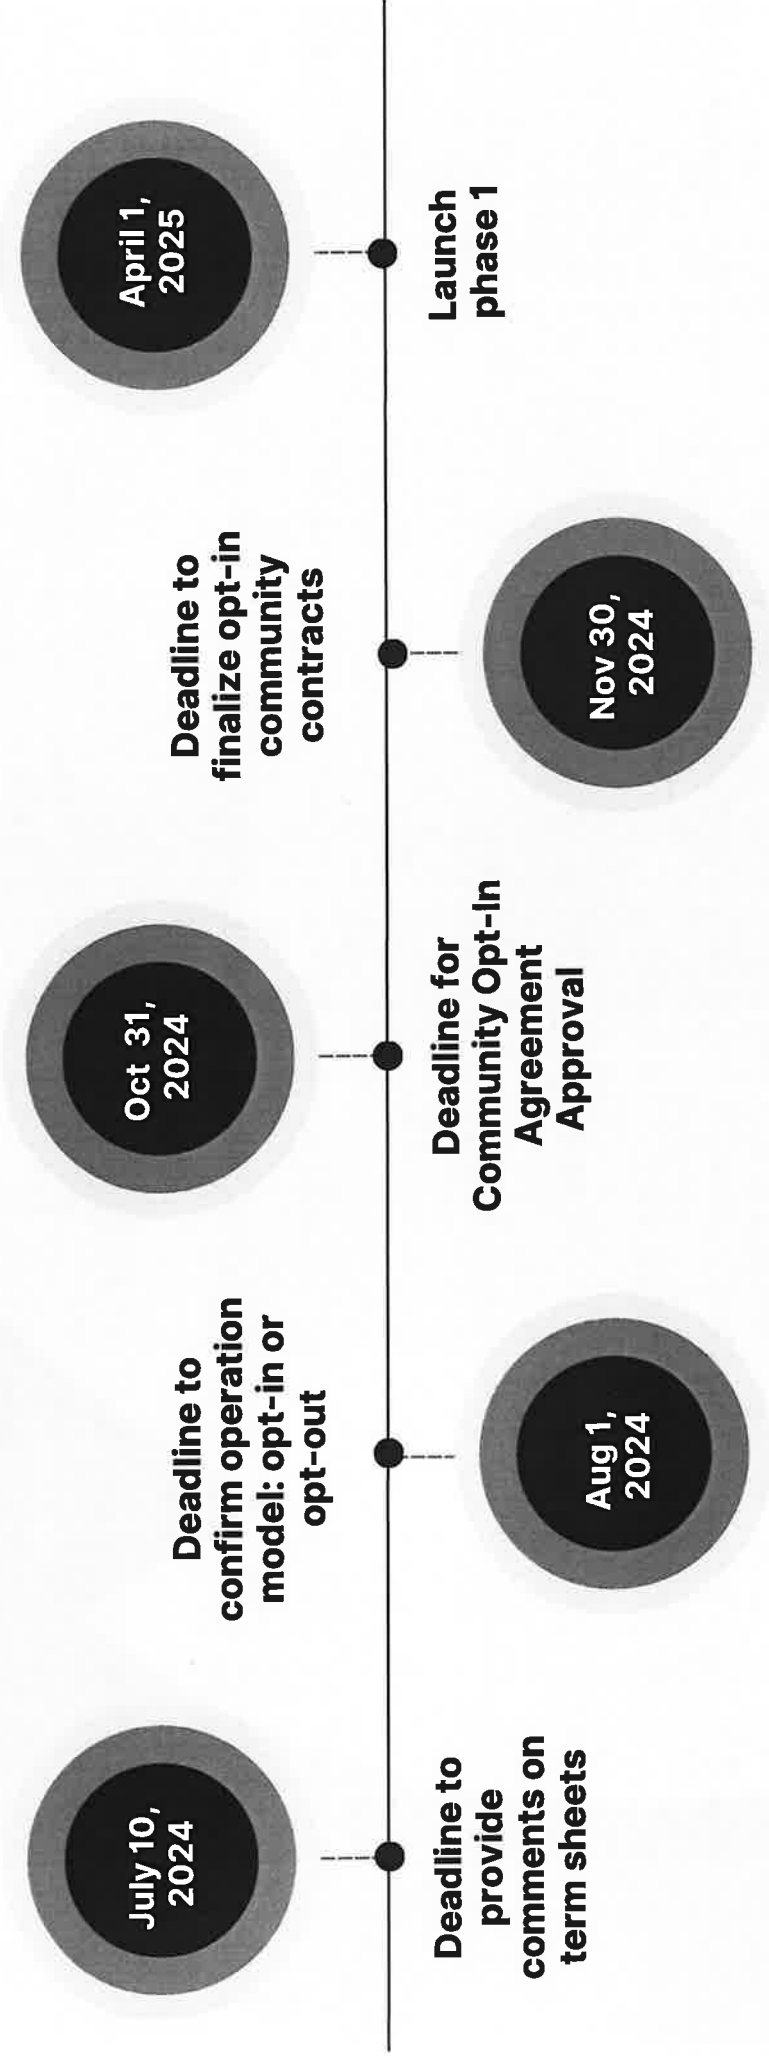 July 10,
2024
Deadline to
provide
comments on
term sheets
Deadline to
confirm operation
model: opt-in or
opt-out
Aug 1,
2024
Oct 31,
2024
Deadline for
Community Opt-In
Agreement
Approval
Deadline to
finalize opt-in
community
contracts
Nov 30,
2024
April 1,
2025
Launch
phase 1